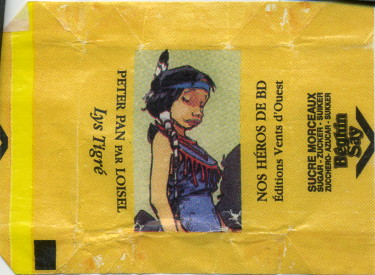 PETER PAN PAR LOISEL
Lys Tigré
NOS HÉROS DE BD
Éditions Vents d'Ouest
SUCRE MORCEAUX
SUGAR - ZUCKER - SUIKER
ZUCCHERO - AZUCAR - SUKKER
Béghin
Say